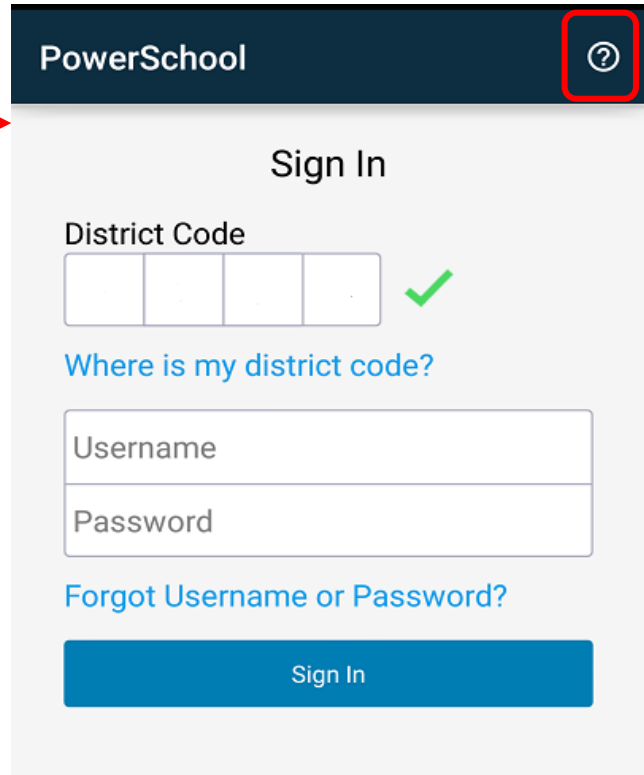 PowerSchool ?
Sign In
District Code
Where is my district code?
Username
Password
Forgot Username or Password?
Sign In